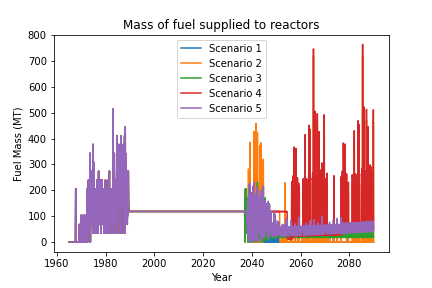 Mass of fuel supplied to reactors
800
700
600
500
400
300
200
100
0
Fuel Mass (MT)
Scenario 1
Scenario 2
Scenario 3
Scenario 4
Scenario 5
1960 1980 2000 2020 2040 2060 2080
Year